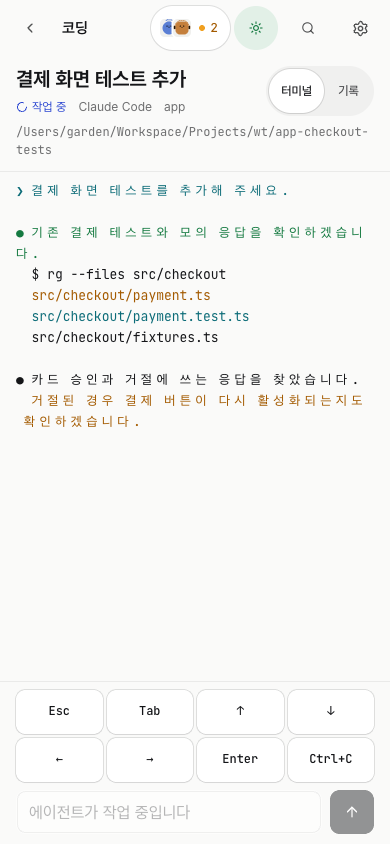 코딩
2
결제 화면 테스트 추가
작업 중 Claude Code app
터미널 기록
/Users/garden/Workspace/Projects/wt/app-checkout-
tests
❯ 결제 화면 테스트를 추가해 주세요.
● 기존 결제 테스트와 모의 응답을 확인하겠습니
다.
$ rg --files src/checkout
src/checkout/payment.ts
src/checkout/payment.test.ts
src/checkout/fixtures.ts
● 카드 승인과 거절에 쓰는 응답을 찾았습니다.
거절된 경우 결제 버튼이 다시 활성화되는지도
확인하겠습니다.
Esc Tab ↑ ↓
← → Enter Ctrl+C
에이전트가 작업 중입니다